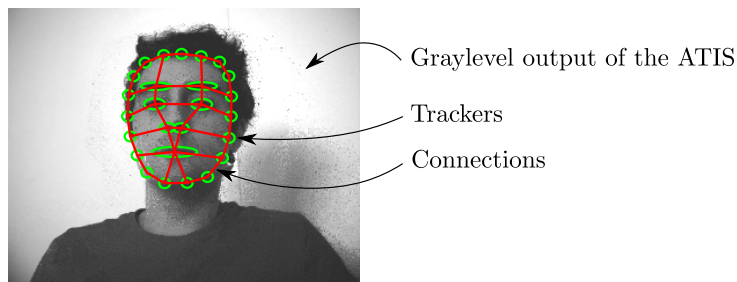 Graylevel output of the ATIS
Trackers
Connections